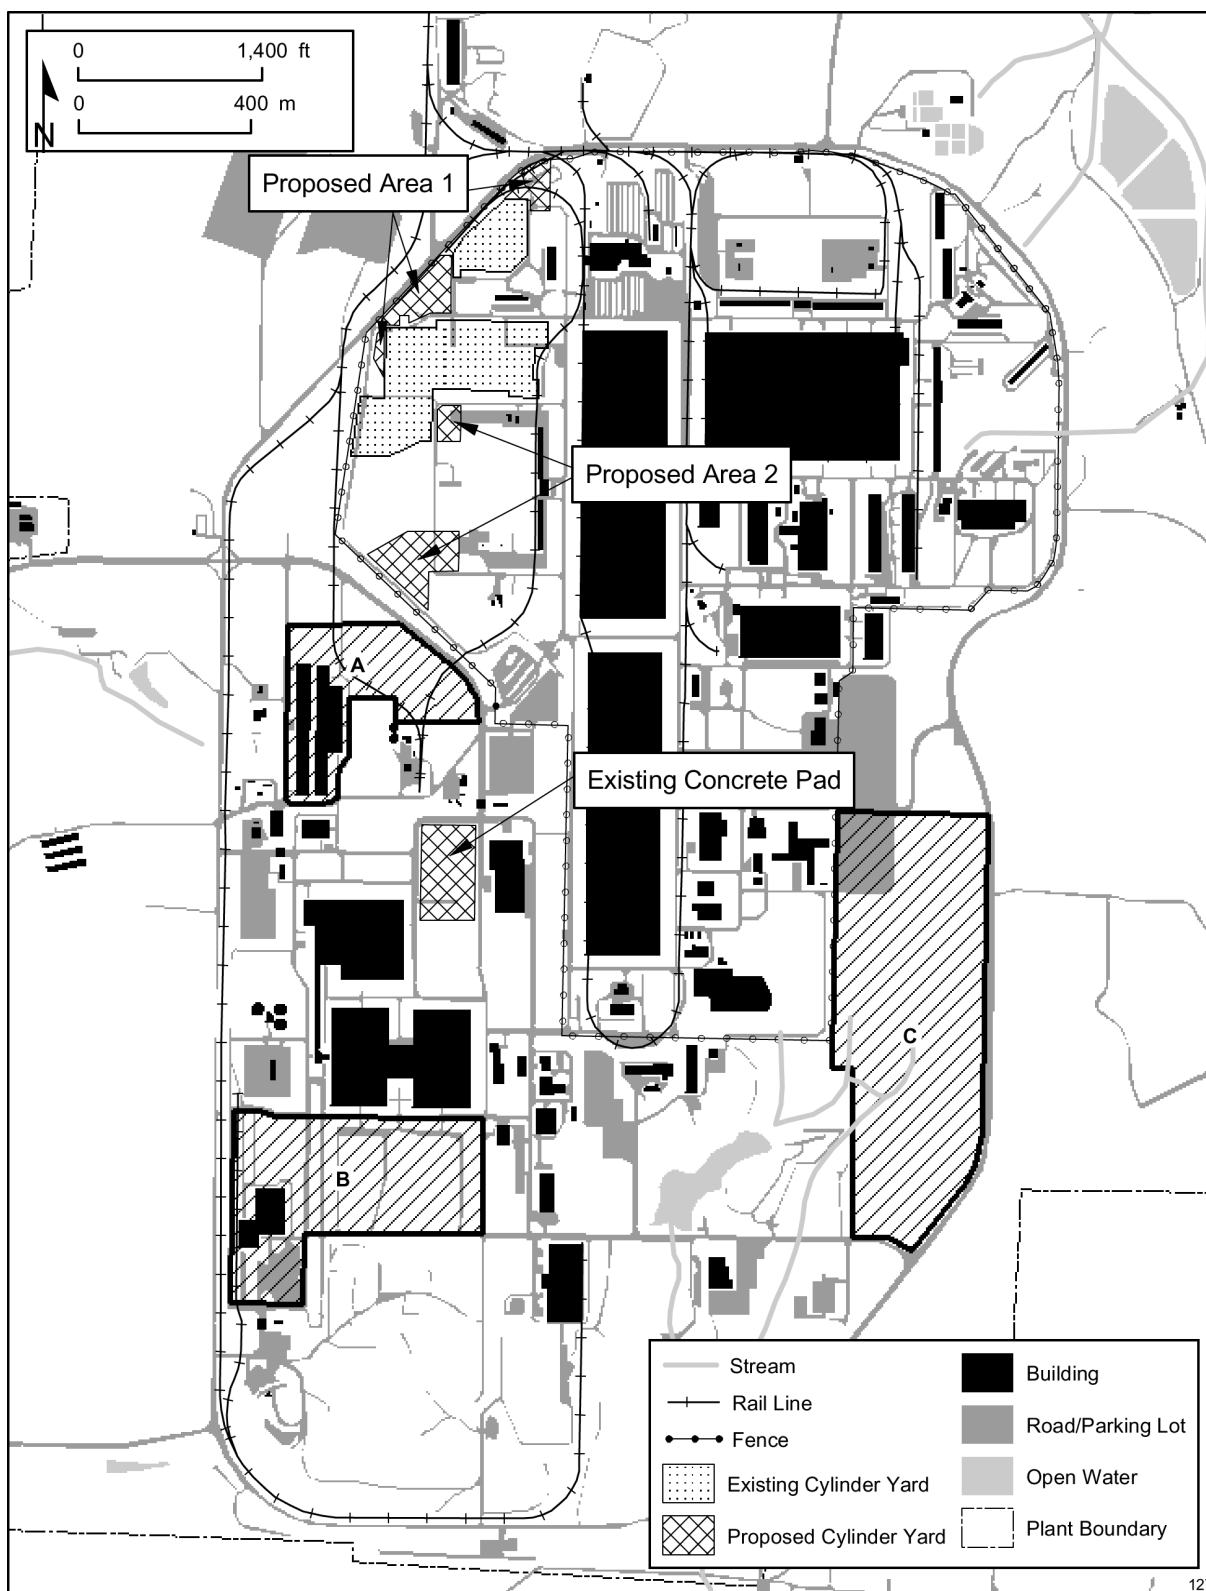 0 1,400 ft
0 400 m
N
Proposed Area 1
Proposed Area 2
A
Existing Concrete Pad
C
B
Stream
Rail Line
Fence
Existing Cylinder Yard
Proposed Cylinder Yard
Building
Road/Parking Lot
Open Water
Plant Boundary